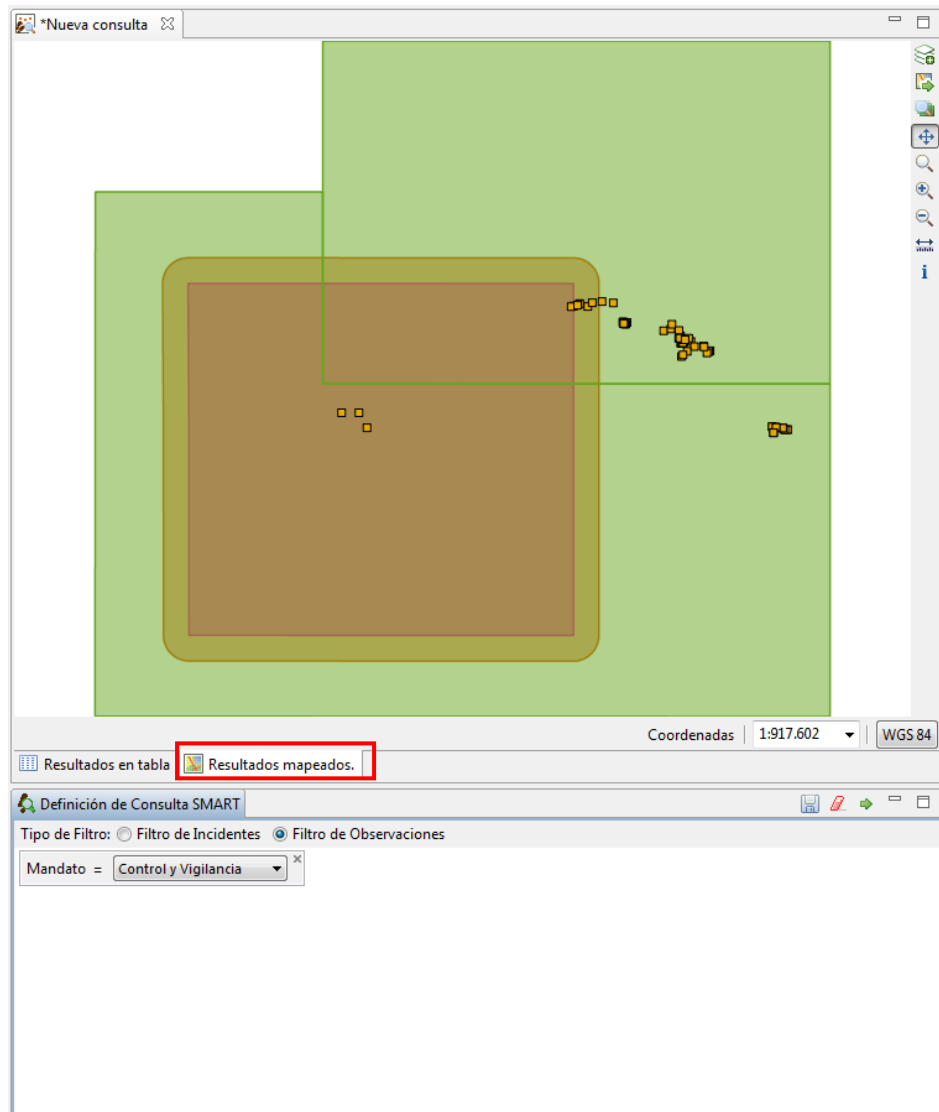 *Nueva consulta
i
Coordenadas 1:917.602 WGS 84
Resultados en tabla Resultados mapeados.
Definición de Consulta SMART
Tipo de Filtro: Filtro de Incidentes Filtro de Observaciones
Mandato = Control y Vigilancia